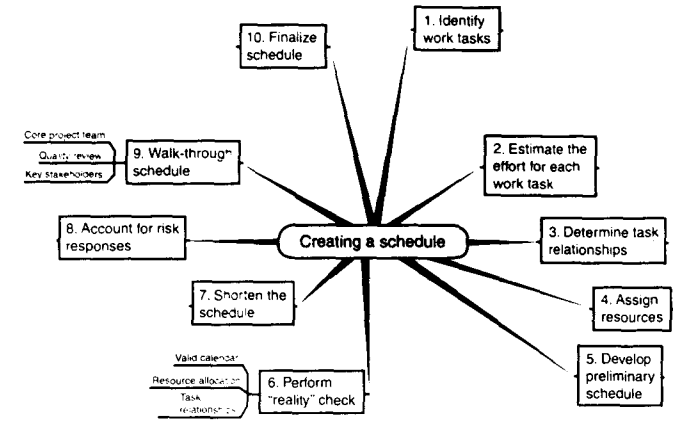 Creating a schedule
1. Identify
work tasks
2. Estimate the
effort for each
work task
3. Determine task
relationships
4. Assign
resources
5. Develop
preliminary
schedule
6. Perform
"reality" check
Valid calendar
Resource allocation
Task
relationships
7. Shorten the
schedule
8. Account for risk
responses
9. Walk-through
schedule
Core project team
Quality review
Key stakeholders
10. Finalize
schedule